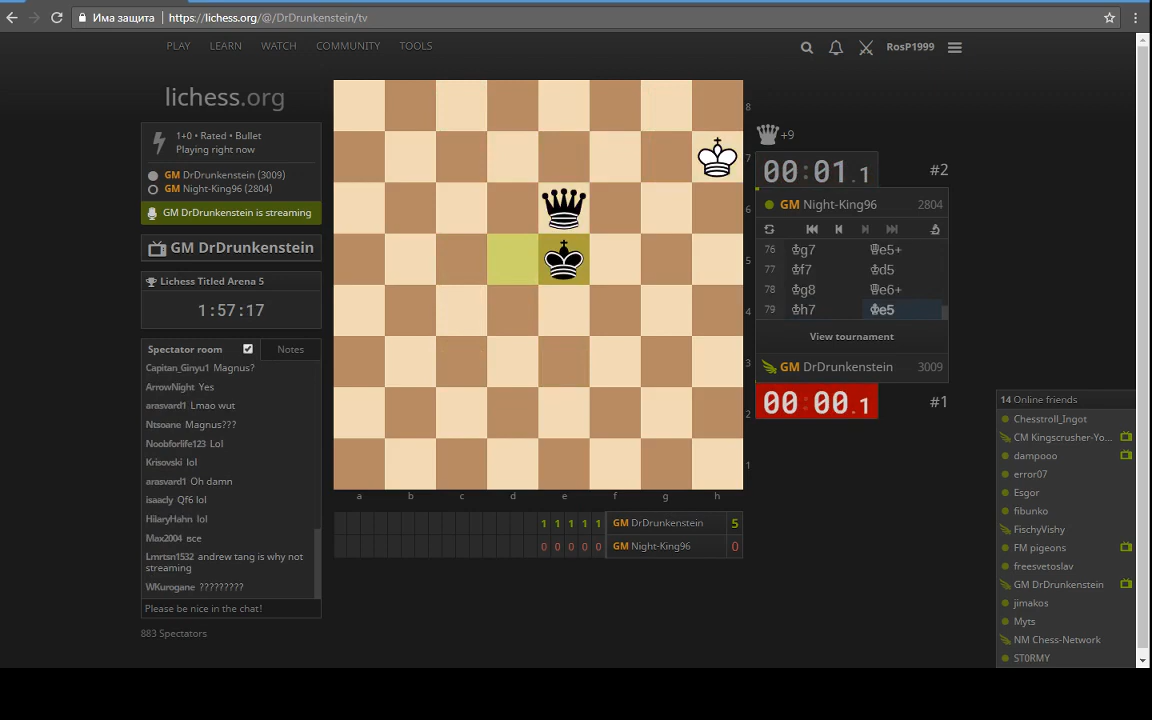 Има защита https://lichess.org/@/DrDrunkenstein/tv
PLAY LEARN WATCH COMMUNITY TOOLS RosP1999
lichess.org
1+0 • Rated • Bullet
Playing right now
GM DrDrunkenstein (3009)
GM Night-King96 (2804)
GM DrDrunkenstein is streaming
GM DrDrunkenstein
Lichess Titled Arena 5
1:57:17
Spectator room Notes
Capitan_Ginyu1 Magnus?
ArrowNight Yes
arasvard1 Lmao wut
Ntsoane Magnus???
Noobforlife123 Lol
Krisovski lol
arasvard1 Oh damn
isaacly Qf6 lol
HilaryHahn lol
Max2004 все
Lmrtsn1532 andrew tang is why not
streaming
WKurogane ?????????
Please be nice in the chat!
883 Spectators
8
7
6
5
4
3
2
1
a b c d e f g h
1 1 1 1 1 GM DrDrunkenstein 5
0 0 0 0 0 GM Night-King96 0
+9
00:01.1 #2
GM Night-King96 2804
76 ♔g7 ♕e5+
77 ♔f7 ♔d5
78 ♔g8 ♕e6+
79 ♔h7 ♔e5
View tournament
GM DrDrunkenstein 3009
00:00.1 #1
14 Online friends
Chesstroll_Ingot
CM Kingscrusher-Yo...
dampooo
error07
Esgor
fibunko
FischyVishy
FM pigeons
freesvetoslav
GM DrDrunkenstein
jimakos
Myts
NM Chess-Network
ST0RMY